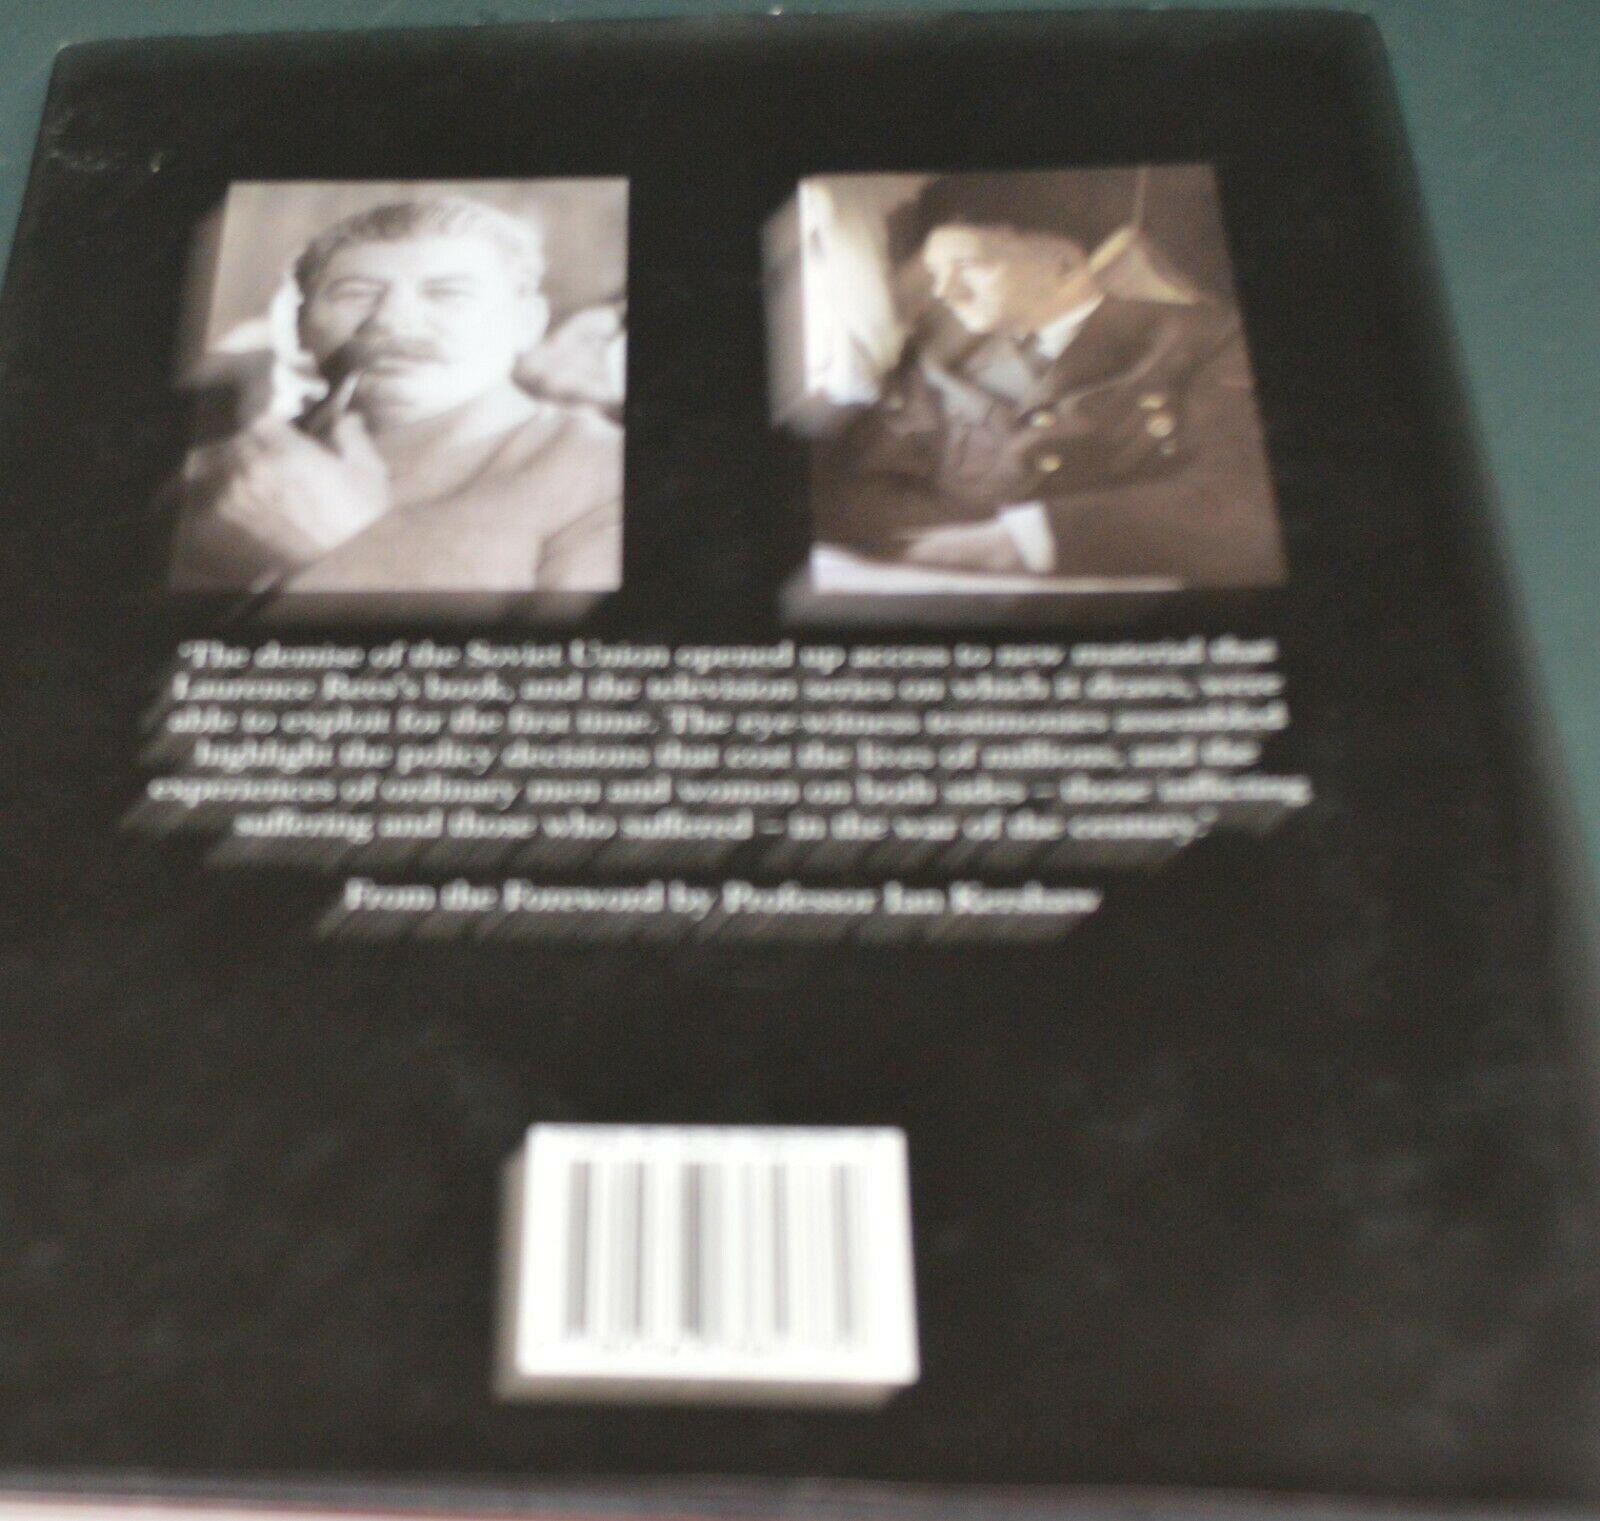 'The demise of the Soviet Union opened up access to new material that
Laurence Rees's book, and the television series on which it draws, were
able to exploit for the first time. The eye-witness testimonies assembled
highlight the policy decisions that cost the lives of millions, and the
experiences of ordinary men and women on both sides – those inflicting
suffering and those who suffered – in the war of the century.'
From the Foreword by Professor Ian Kershaw